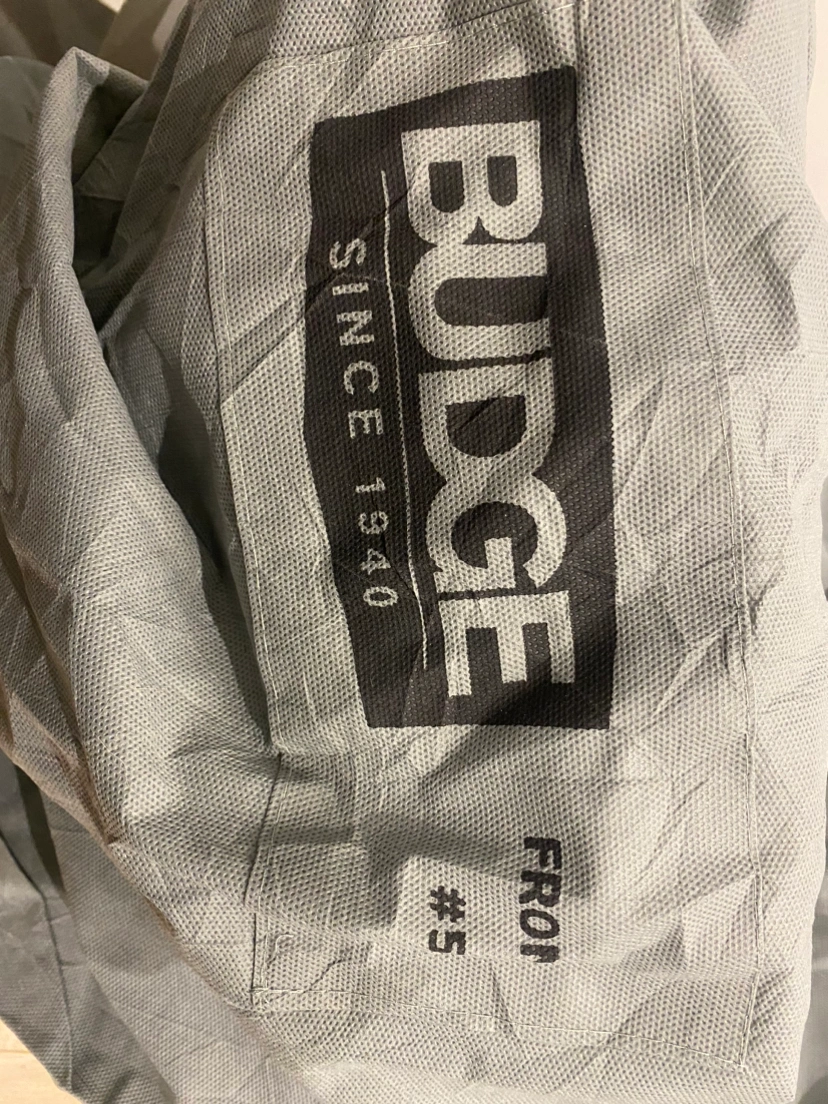 BUDGE
SINCE 1940
FRON
#5